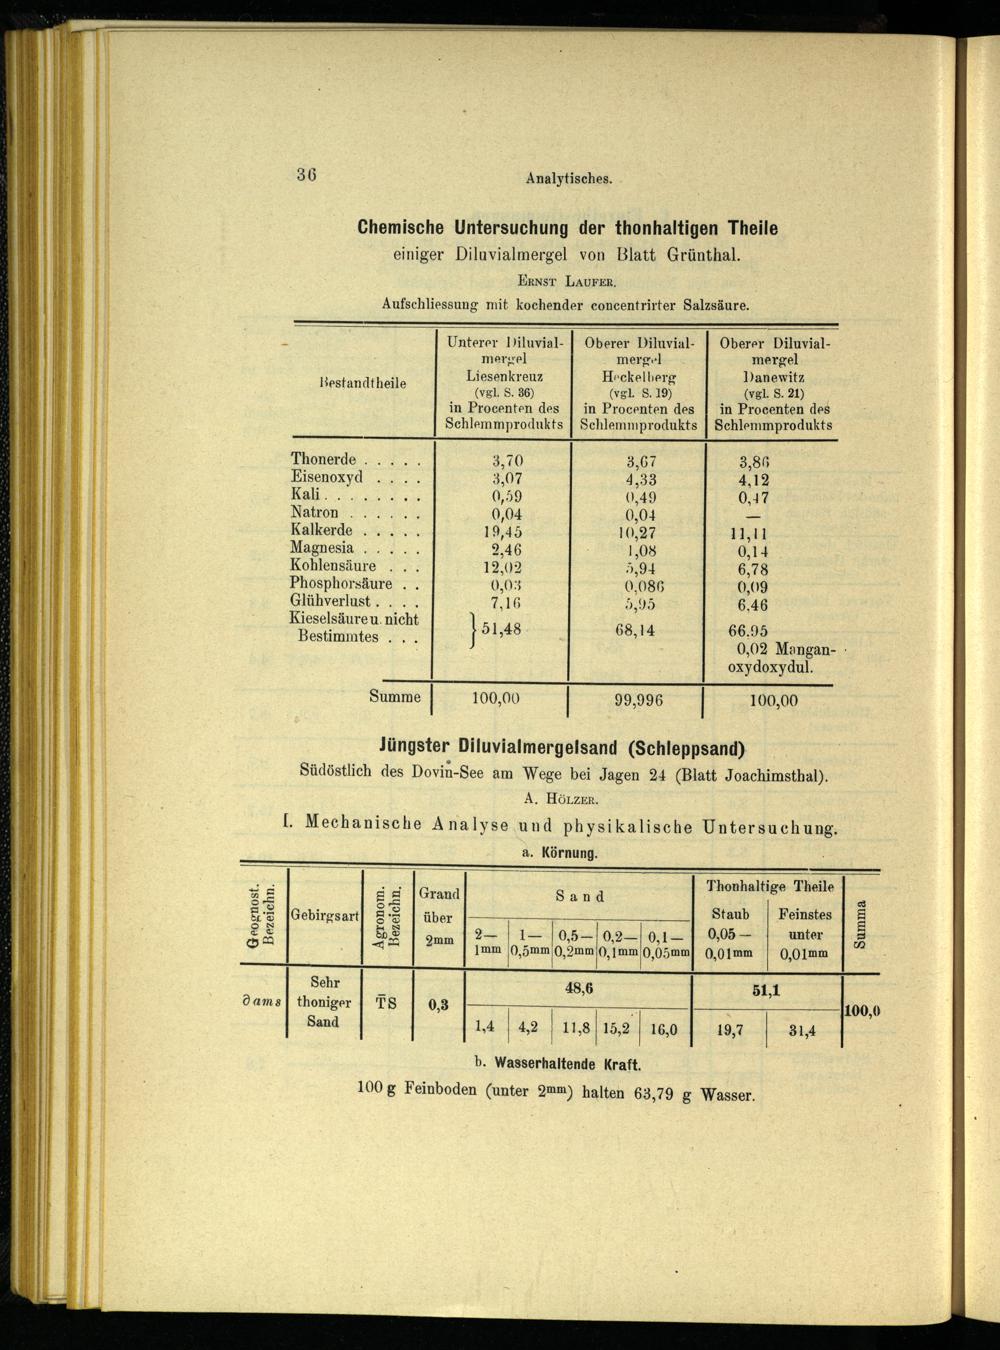 36
Analytisches.
Chemische Untersuchung der thonhaltigen Theile
einiger Diluvialmergel von Blatt Grünthal.
ERNST LAUFER.
Aufschliessung mit kochender concentrirter Salzsäure.
Bestandtheile | Unterer Diluvialmergel Liesenkreuz (vgl. S. 36) in Procenten des Schlemmprodukts | Oberer Diluvialmergel Heckelberg (vgl. S. 19) in Procenten des Schlemmprodukts | Oberer Diluvialmergel Danewitz (vgl. S. 21) in Procenten des Schlemmprodukts
Thonerde . . . . . 3,70 3,67 3,86
Eisenoxyd . . . . 3,07 4,33 4,12
Kali . . . . . . . . 0,59 0,49 0,47
Natron . . . . . . 0,04 0,04 —
Kalkerde . . . . . 19,45 10,27 11,11
Magnesia . . . . . 2,46 1,08 0,14
Kohlensäure . . . 12,02 5,94 6,78
Phosphorsäure . . 0,03 0,086 0,09
Glühverlust . . . . 7,16 5,95 6,46
Kieselsäure u. nicht
Bestimmtes . . . } 51,48 68,14 66.95
0,02 Mangan-
oxydoxydul.
Summe 100,00 99,996 100,00
Jüngster Diluvialmergelsand (Schleppsand)
Südöstlich des Dovin-See am Wege bei Jagen 24 (Blatt Joachimsthal).
A. HÖLZER.
I. Mechanische Analyse und physikalische Untersuchung.
a. Körnung.
Geognost. Bezeichn. | Gebirgsart | Agronom. Bezeichn. | Grand über 2mm | Sand | Thonhaltige Theile | Summa
2— 1mm | 1— 0,5mm | 0,5— 0,2mm | 0,2— 0,1mm | 0,1— 0,05mm | Staub 0,05— 0,01mm | Feinstes unter 0,01mm
∂ams | Sehr thoniger Sand | T̄S | 0,3 | 48,6 | 51,1 | 100,0
1,4 | 4,2 | 11,8 | 15,2 | 16,0 | 19,7 | 31,4
b. Wasserhaltende Kraft.
100 g Feinboden (unter 2mm) halten 63,79 g Wasser.